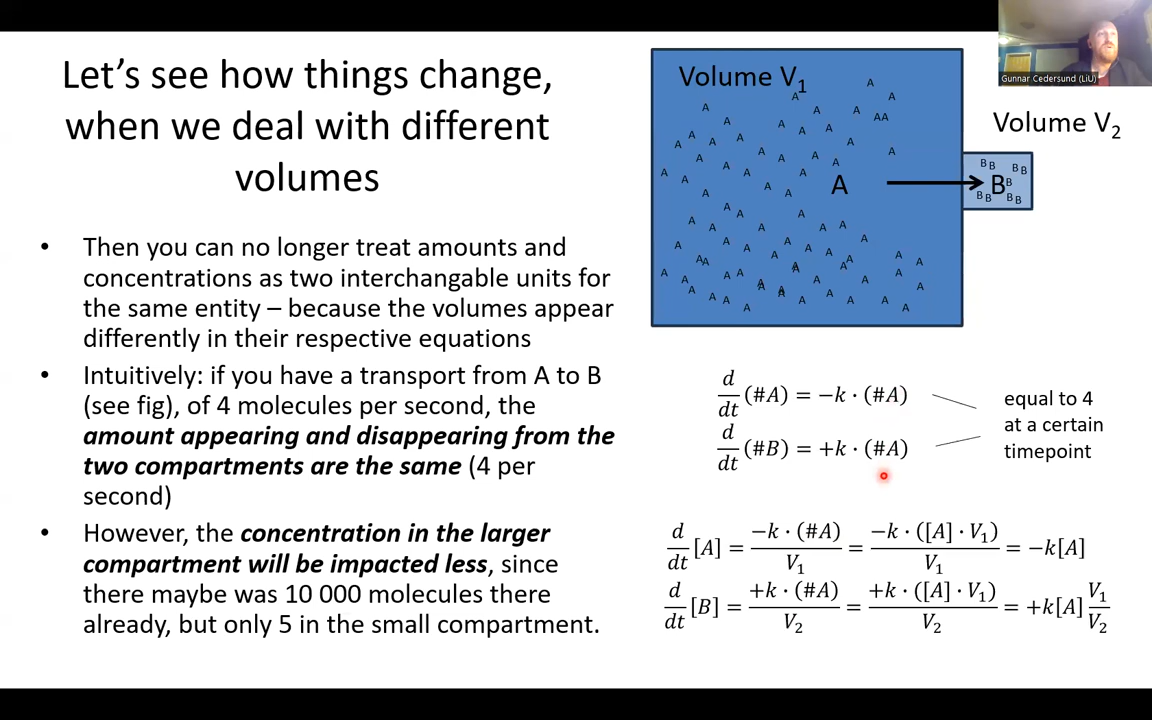 Let's see how things change,
when we deal with different
volumes
• Then you can no longer treat amounts and
concentrations as two interchangable units for
the same entity – because the volumes appear
differently in their respective equations
• Intuitively: if you have a transport from A to B
(see fig), of 4 molecules per second, the
amount appearing and disappearing from the
two compartments are the same (4 per
second)
• However, the concentration in the larger
compartment will be impacted less, since
there maybe was 10 000 molecules there
already, but only 5 in the small compartment.
Gunnar Cedersund (LiU)
Volume V₁
Volume V₂
A
B
d/dt (#A) = −k · (#A)
d/dt (#B) = +k · (#A)
equal to 4
at a certain
timepoint
d/dt [A] = −k · (#A) / V₁ = −k · ([A] · V₁) / V₁ = −k[A]
d/dt [B] = +k · (#A) / V₂ = +k · ([A] · V₁) / V₂ = +k[A] V₁/V₂